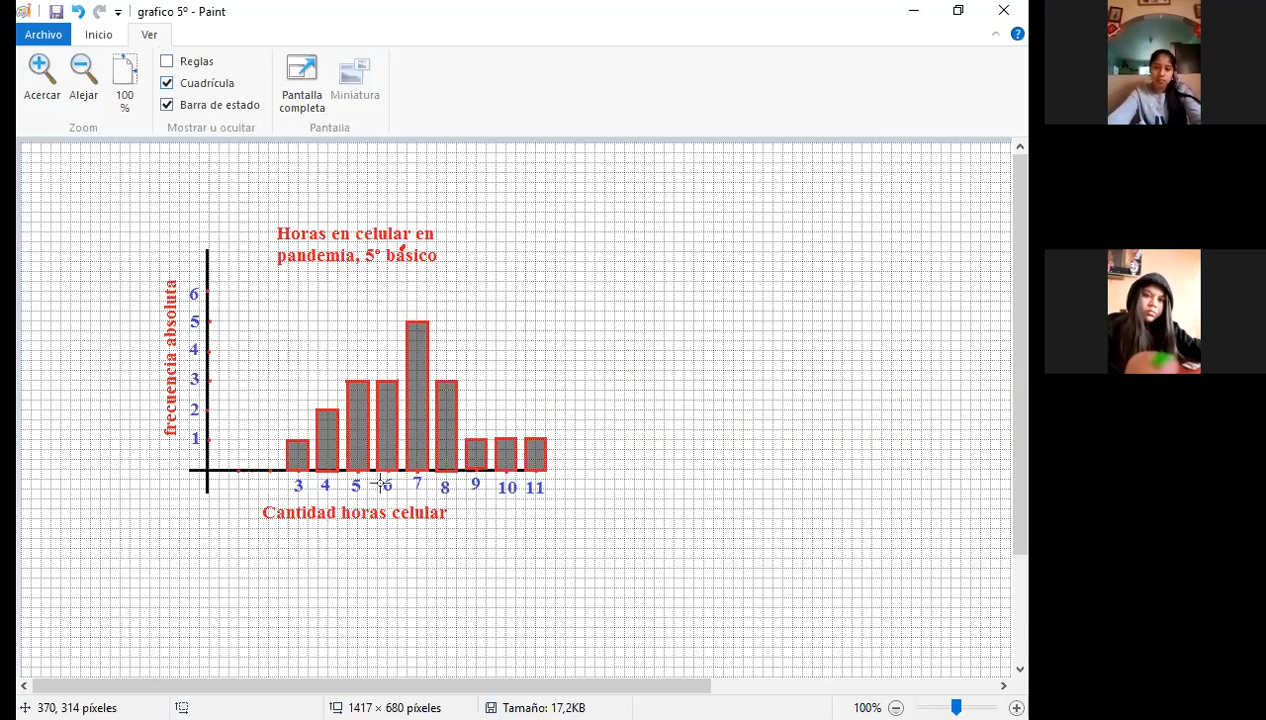 grafico 5º - Paint
Archivo
Inicio
Ver
Acercar
Alejar
100
%
Zoom
Reglas
Cuadrícula
Barra de estado
Mostrar u ocultar
Pantalla
completa
Miniatura
Pantalla
Horas en celular en
pandemia, 5º básico
frecuencia absoluta
6
5
4
3
2
1
3 4 5 6 7 8 9 10 11
Cantidad horas celular
370, 314 píxeles
1417 × 680 píxeles
Tamaño: 17,2KB
100%